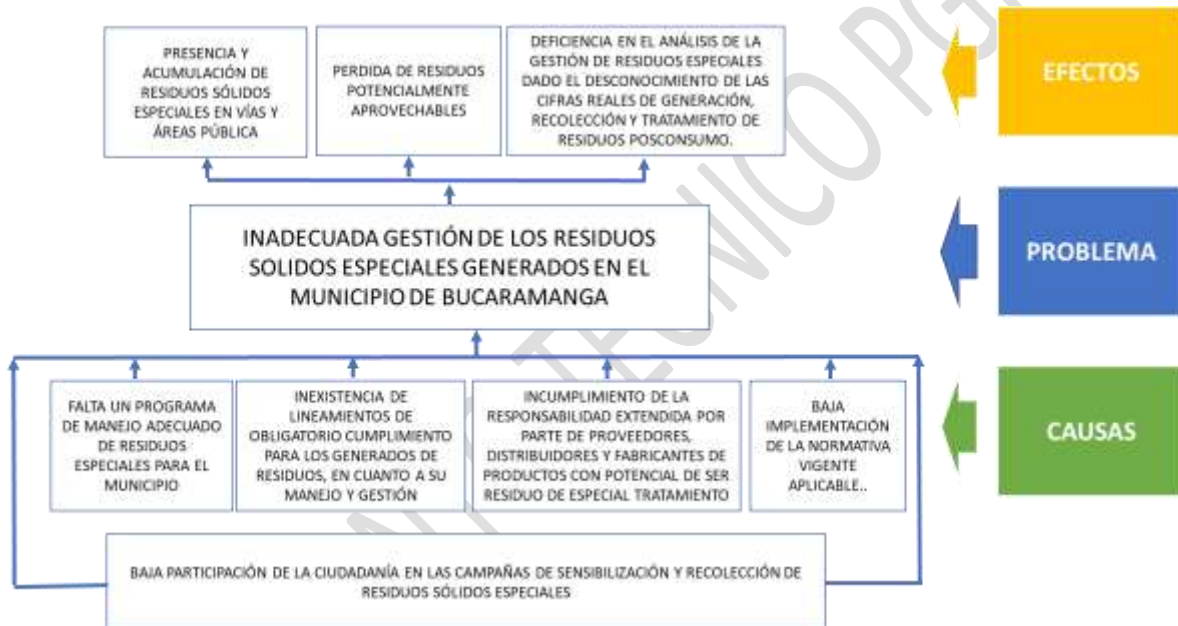 PRESENCIA Y
ACUMULACIÓN DE
RESIDUOS SÓLIDOS
ESPECIALES EN VÍAS Y
ÁREAS PÚBLICA
PERDIDA DE RESIDUOS
POTENCIALMENTE
APROVECHABLES
DEFICIENCIA EN EL ANÁLISIS DE LA
GESTIÓN DE RESIDUOS ESPECIALES
DADO EL DESCONOCIMIENTO DE LAS
CIFRAS REALES DE GENERACIÓN,
RECOLECCIÓN Y TRATAMIENTO DE
RESIDUOS POSCONSUMO.
EFECTOS
INADECUADA GESTIÓN DE LOS RESIDUOS
SOLIDOS ESPECIALES GENERADOS EN EL
MUNICIPIO DE BUCARAMANGA
PROBLEMA
FALTA UN PROGRAMA
DE MANEJO ADECUADO
DE RESIDUOS
ESPECIALES PARA EL
MUNICIPIO
INEXISTENCIA DE
LINEAMIENTOS DE
OBLIGATORIO CUMPLIMIENTO
PARA LOS GENERADOS DE
RESIDUOS, EN CUANTO A SU
MANEJO Y GESTIÓN
INCUMPLIMIENTO DE LA
RESPONSABILIDAD EXTENDIDA POR
PARTE DE PROVEEDORES,
DISTRIBUIDORES Y FABRICANTES DE
PRODUCTOS CON POTENCIAL DE SER
RESIDUO DE ESPECIAL TRATAMIENTO
BAJA
IMPLEMENTACIÓN
DE LA NORMATIVA
VIGENTE
APLICABLE..
CAUSAS
BAJA PARTICIPACIÓN DE LA CIUDADANÍA EN LAS CAMPAÑAS DE SENSIBILIZACIÓN Y RECOLECCIÓN DE
RESIDUOS SÓLIDOS ESPECIALES
TECNICO